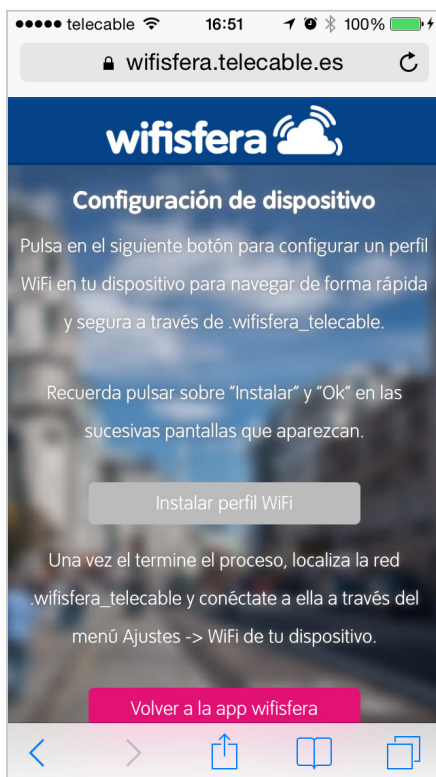 telecable 16:51 100%
wifisfera.telecable.es
wifisfera
Configuración de dispositivo
Pulsa en el siguiente botón para configurar un perfil
WiFi en tu dispositivo para navegar de forma rápida
y segura a través de .wifisfera_telecable.
Recuerda pulsar sobre “Instalar” y “Ok” en las
sucesivas pantallas que aparezcan.
Instalar perfil WiFi
Una vez el termine el proceso, localiza la red
.wifisfera_telecable y conéctate a ella a través del
menú Ajustes -> WiFi de tu dispositivo.
Volver a la app wifisfera